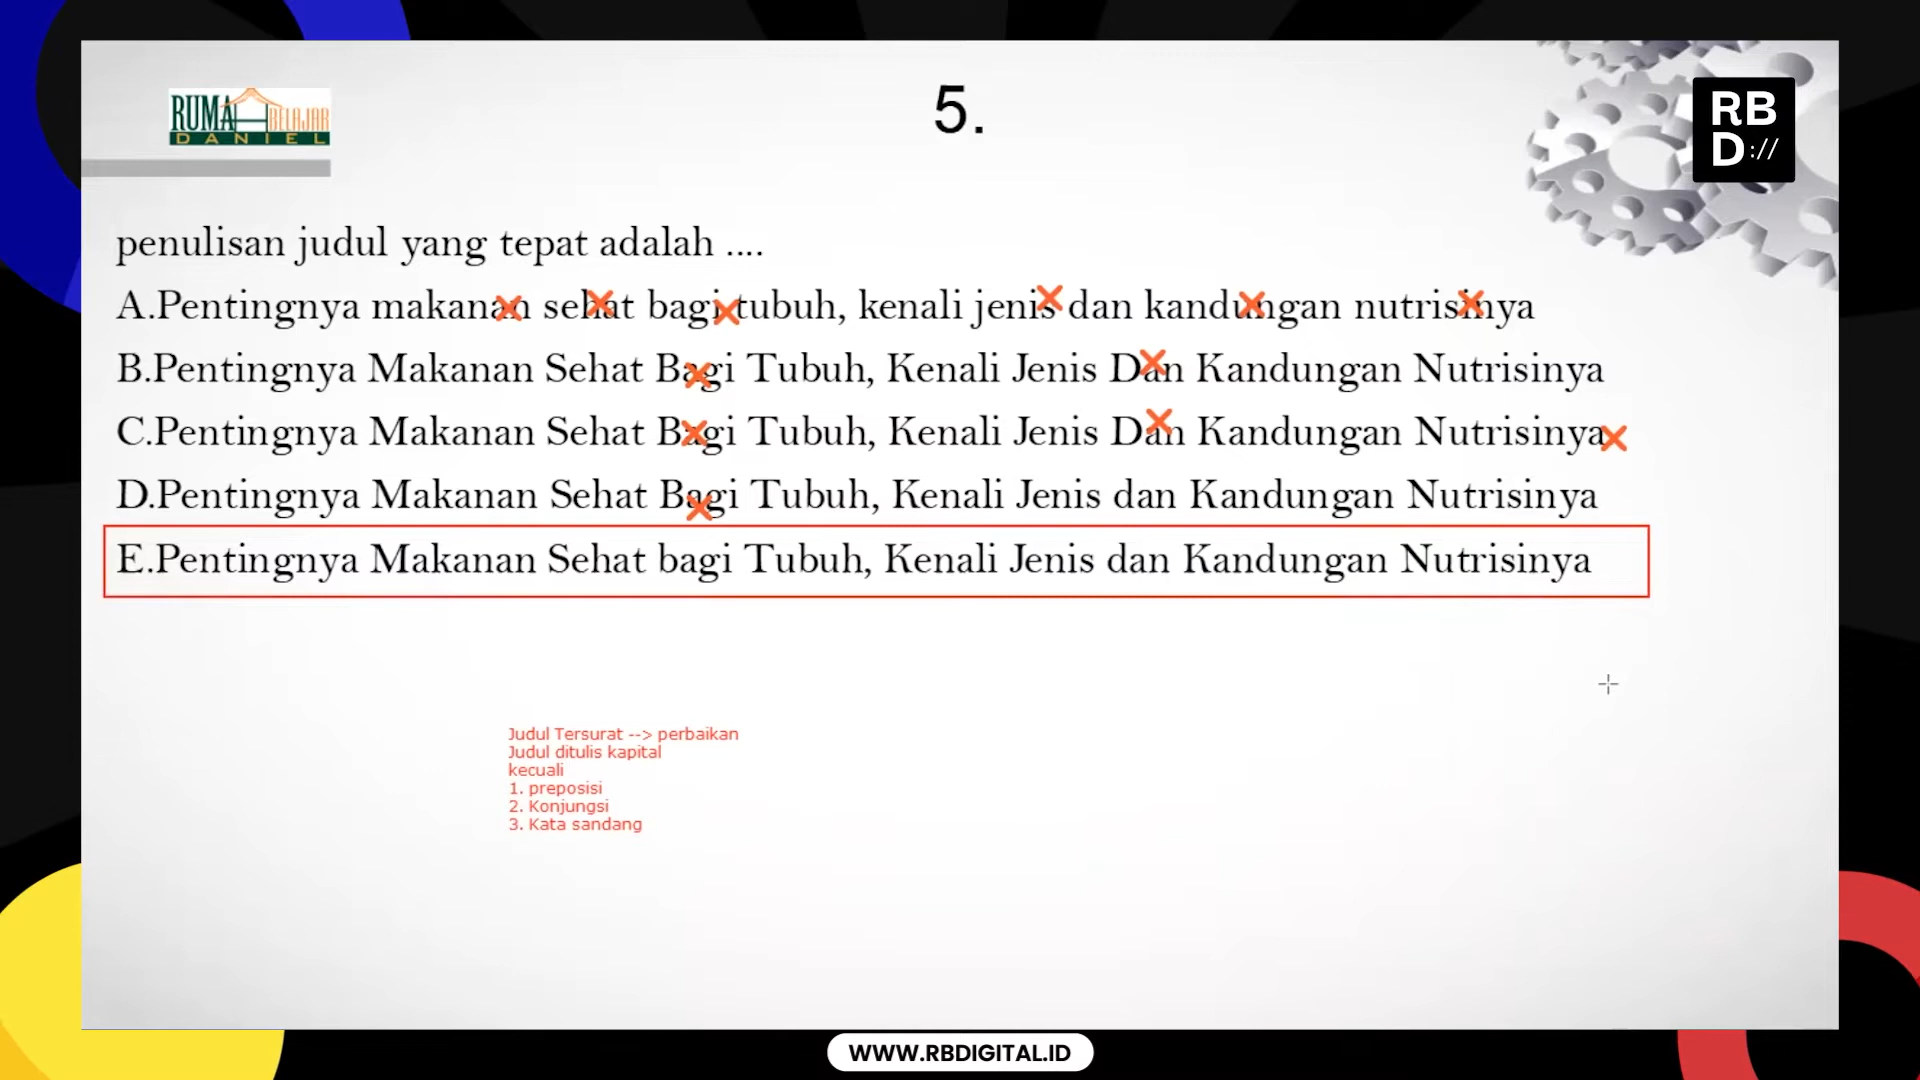 RUMAH BELAJAR
DANIEL
5.
RB
D://
penulisan judul yang tepat adalah ....
A.Pentingnya makanan sehat bagi tubuh, kenali jenis dan kandungan nutrisinya
B.Pentingnya Makanan Sehat Bagi Tubuh, Kenali Jenis Dan Kandungan Nutrisinya
C.Pentingnya Makanan Sehat Bagi Tubuh, Kenali Jenis Dan Kandungan Nutrisinya
D.Pentingnya Makanan Sehat Bagi Tubuh, Kenali Jenis dan Kandungan Nutrisinya
E.Pentingnya Makanan Sehat bagi Tubuh, Kenali Jenis dan Kandungan Nutrisinya
Judul Tersurat --> perbaikan
Judul ditulis kapital
kecuali
1. preposisi
2. Konjungsi
3. Kata sandang
WWW.RBDIGITAL.ID